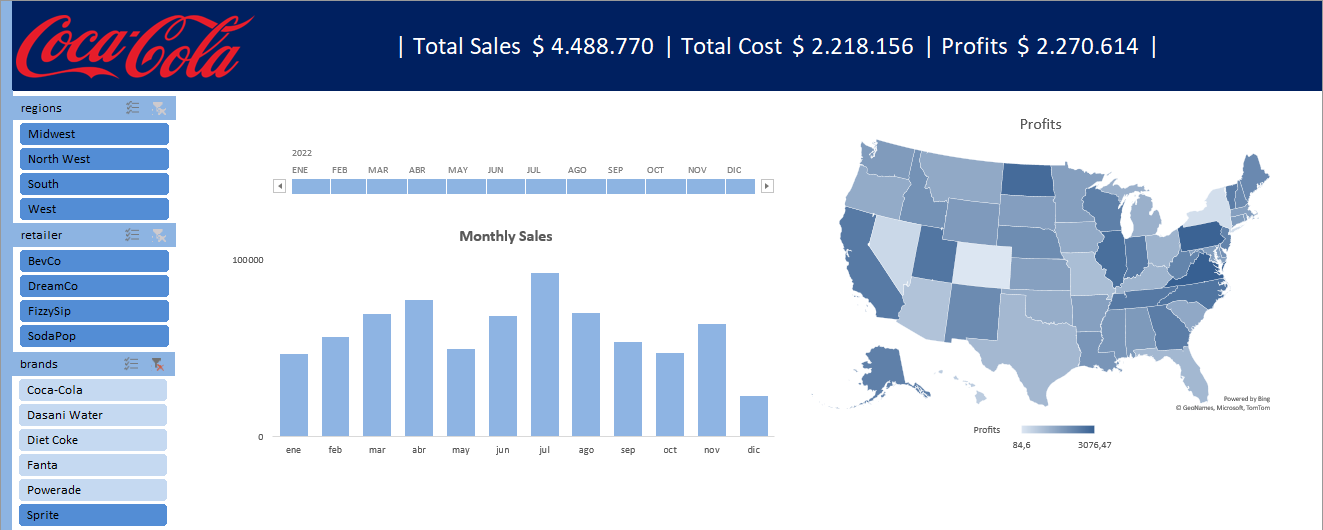 Coca-Cola
| Total Sales $ 4.488.770 | Total Cost $ 2.218.156 | Profits $ 2.270.614 |
regions
Midwest
North West
South
West
retailer
BevCo
DreamCo
FizzySip
SodaPop
brands
Coca-Cola
Dasani Water
Diet Coke
Fanta
Powerade
Sprite
2022
ENE FEB MAR ABR MAY JUN JUL AGO SEP OCT NOV DIC
Monthly Sales
100000
0
ene feb mar abr may jun jul ago sep oct nov dic
Profits
Powered by Bing
© GeoNames, Microsoft, TomTom
Profits
84,6 3076,47